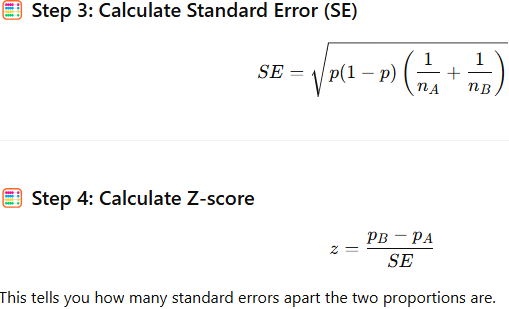 Step 3: Calculate Standard Error (SE)
SE = √(p(1 − p) (1/n_A + 1/n_B))
Step 4: Calculate Z-score
z = (p_B − p_A)/SE
This tells you how many standard errors apart the two proportions are.